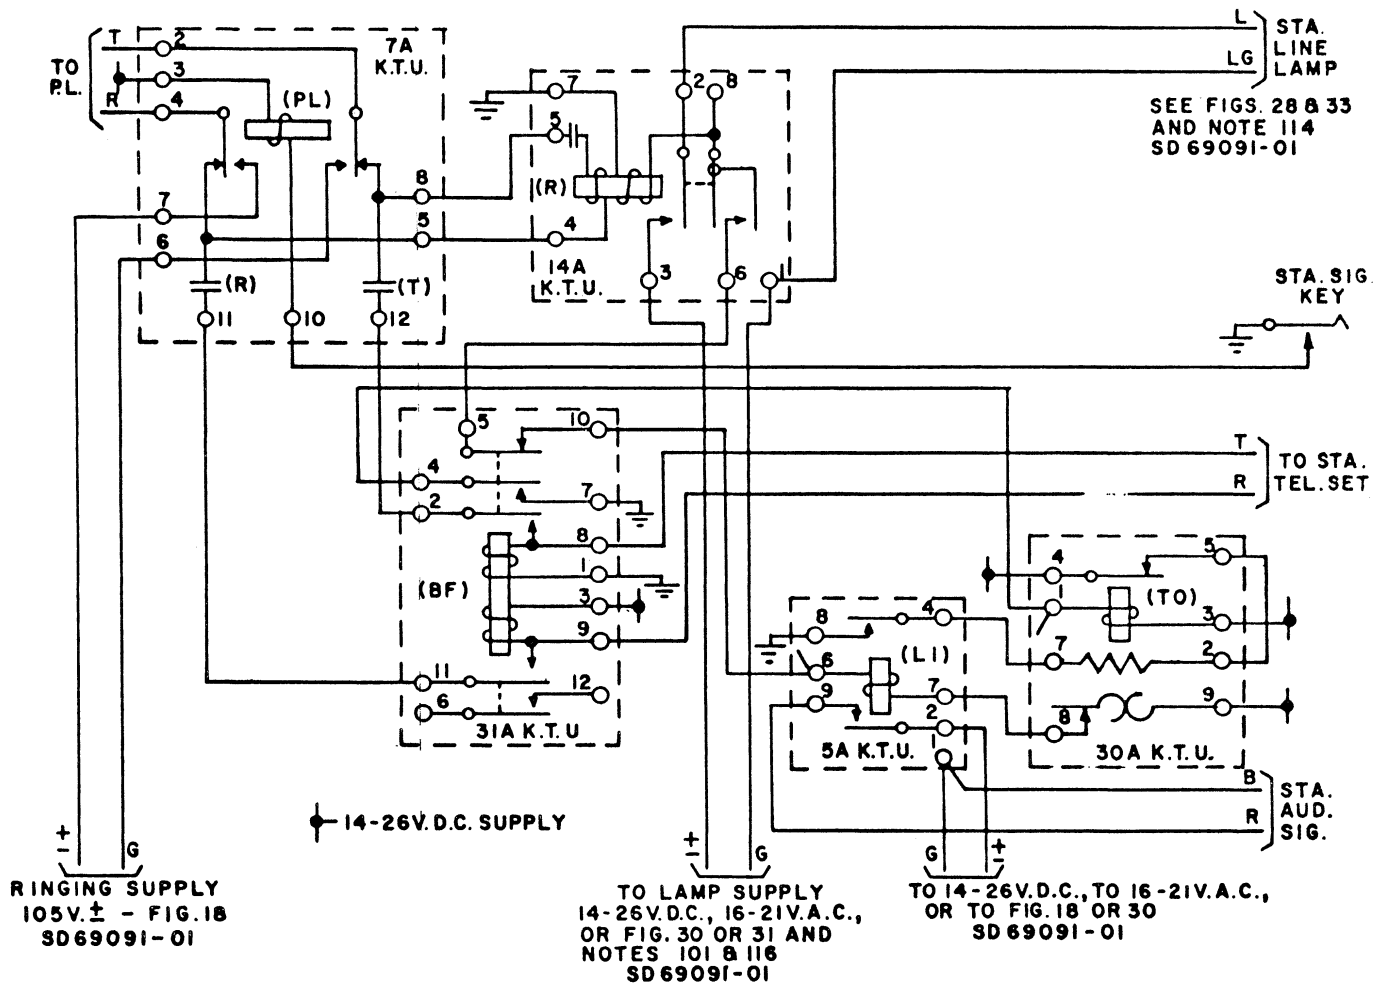 TO
P.L.
T
R
2
3
4
(PL)
7A
K.T.U.
7
6
8
5
(R)
(T)
11
10
12
7
5
2
8
(R)
4
14A
K.T.U.
3
6
1
L
LG
STA.
LINE
LAMP
SEE FIGS. 28 & 33
AND NOTE 114
SD 69091-01
STA. SIG.
KEY
5
10
4
2
7
8
1
3
9
(BF)
11
6
12
31A K.T.U
T
R
TO STA.
TEL. SET
8
6
9
4
(L1)
7
2
1
5A K.T.U.
4
1
7
8
5
(TO)
3
2
9
30A K.T.U.
B
R
STA.
AUD.
SIG.
14-26V. D.C. SUPPLY
±
G
RINGING SUPPLY
105V. ± - FIG. 18
SD69091-01
±
G
TO LAMP SUPPLY
14-26V. D.C., 16-21V. A.C.,
OR FIG. 30 OR 31 AND
NOTES 101 & 116
SD69091-01
G
±
TO 14-26V. D.C., TO 16-21V. A.C.,
OR TO FIG. 18 OR 30
SD69091-01